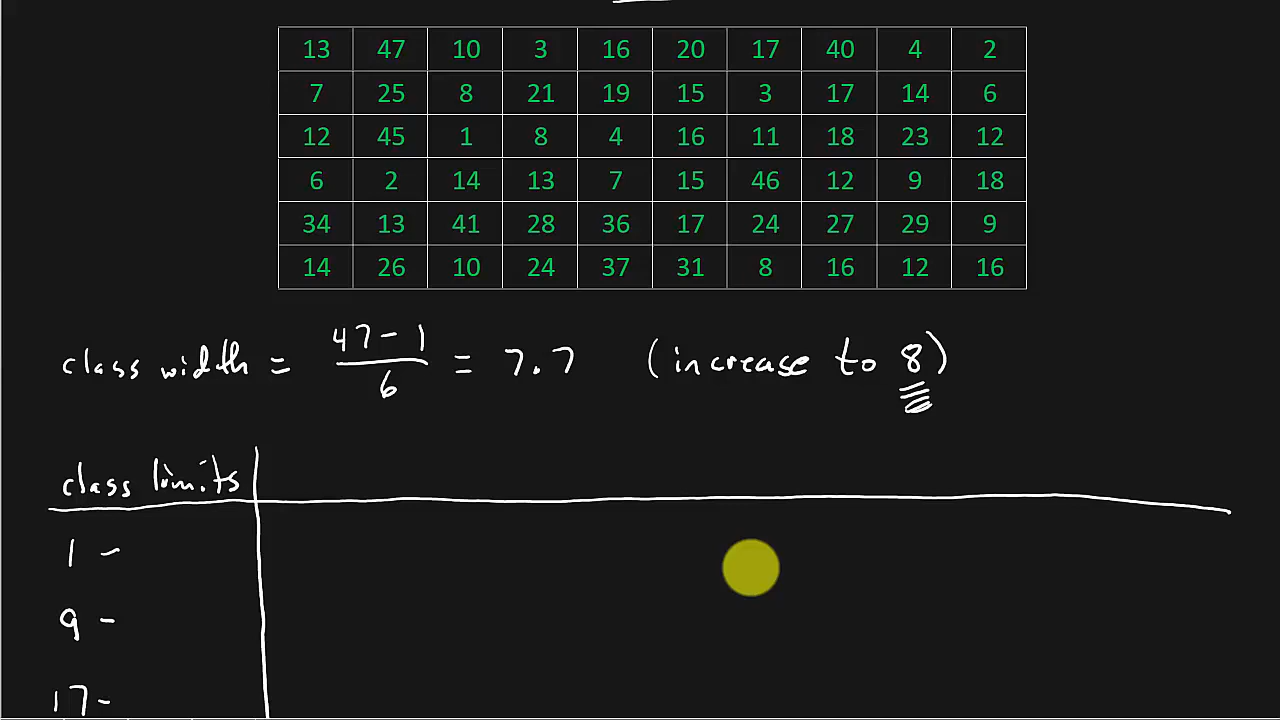 13 47 10 3 16 20 17 40 4 2
7 25 8 21 19 15 3 17 14 6
12 45 1 8 4 16 11 18 23 12
6 2 14 13 7 15 46 12 9 18
34 13 41 28 36 17 24 27 29 9
14 26 10 24 37 31 8 16 12 16
class width = 47 - 1 / 6 = 7.7 (increase to 8)
class limits
1 -
9 -
17 -